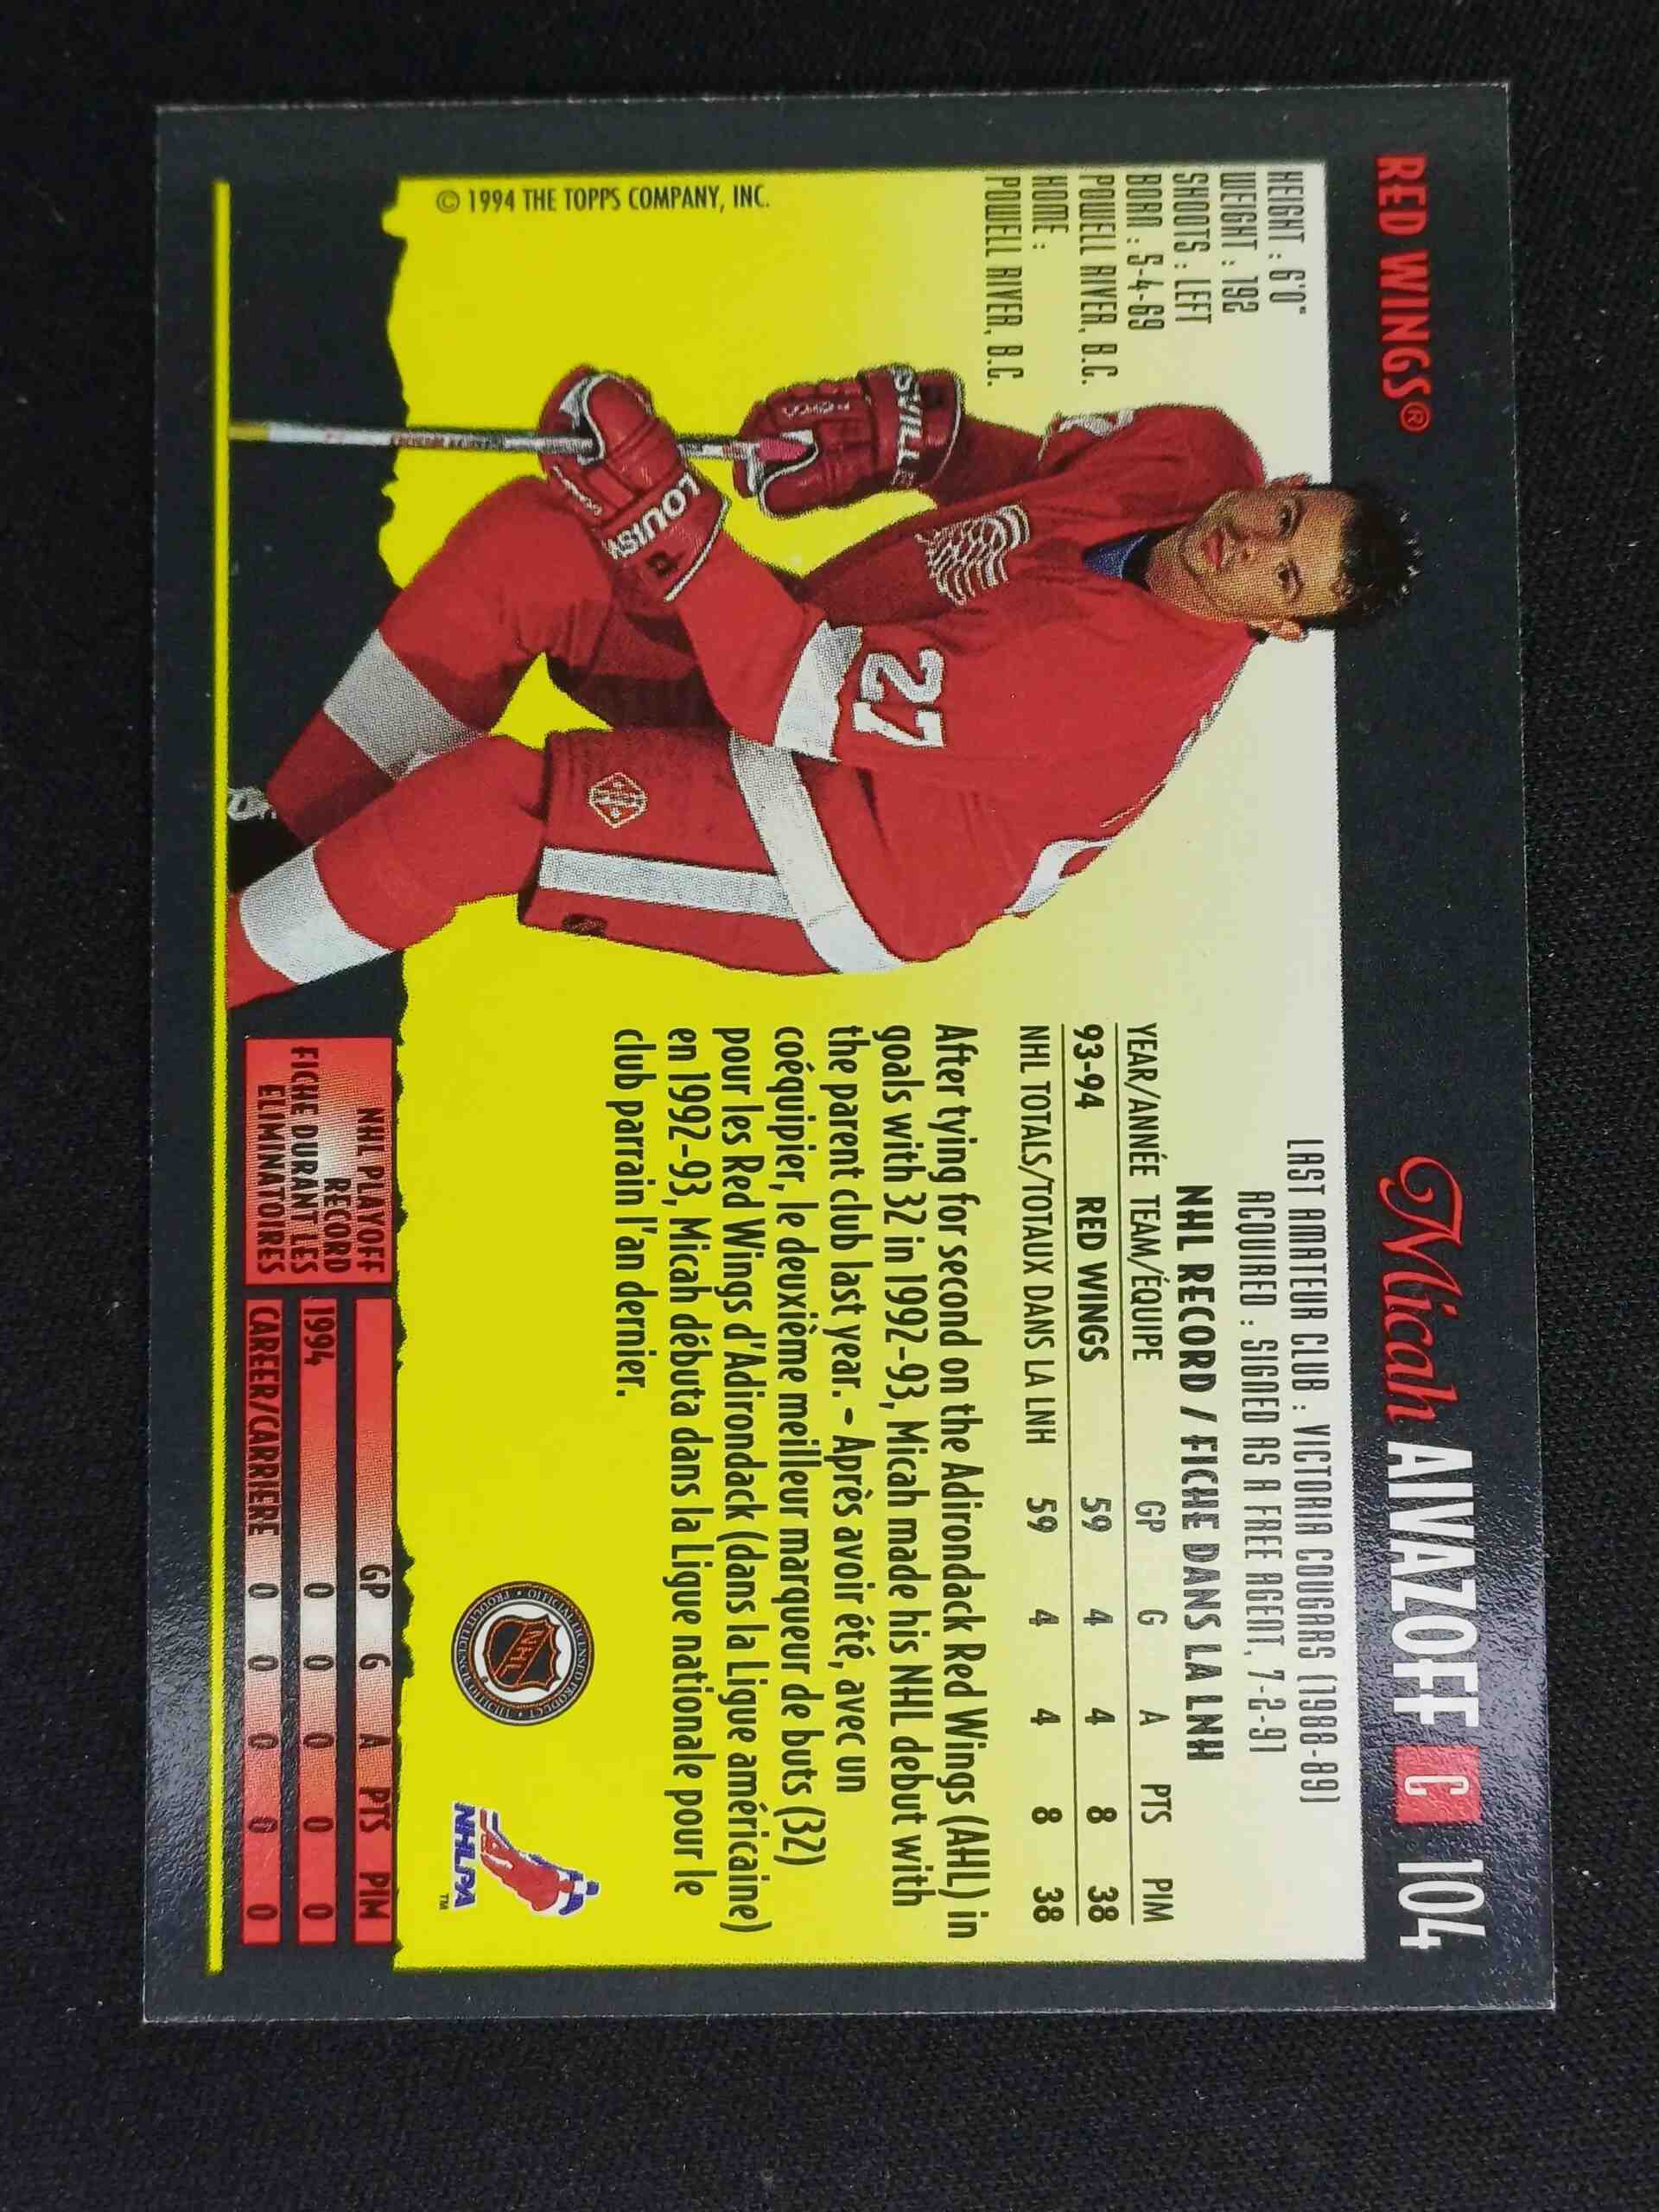 RED WINGS® Micah AIVAZOFF C 104
HEIGHT : 6'0"
WEIGHT : 192
SHOOTS : LEFT
BORN : 5-4-69
POWELL RIVER, B.C.
HOME :
POWELL RIVER, B.C.
LAST AMATEUR CLUB : VICTORIA COUGARS (1988-89)
ACQUIRED : SIGNED AS A FREE AGENT, 7-2-91
NHL RECORD / FICHE DANS LA LNH
YEAR/ANNÉE TEAM/ÉQUIPE GP G A PTS PIM
93-94 RED WINGS 59 4 4 8 38
NHL TOTALS/TOTAUX DANS LA LNH 59 4 4 8 38
After tying for second on the Adirondack Red Wings (AHL) in
goals with 32 in 1992-93, Micah made his NHL debut with
the parent club last year. - Après avoir été, avec un
coéquipier, le deuxième meilleur marqueur de buts (32)
pour les Red Wings d'Adirondack (dans la Ligue américaine)
en 1992-93, Micah débuta dans la Ligue nationale pour le
club parrain l'an dernier.
27
LOUISV
VILLE
© 1994 THE TOPPS COMPANY, INC.
OFFICIAL LICENSED PRODUCT
NHL
NHLPA™
NHL PLAYOFF
RECORD
FICHE DURANT LES
ELIMINATOIRES
GP G A PTS PIM
1994 0 0 0 0 0
CAREER/CARRIERE 0 0 0 0 0